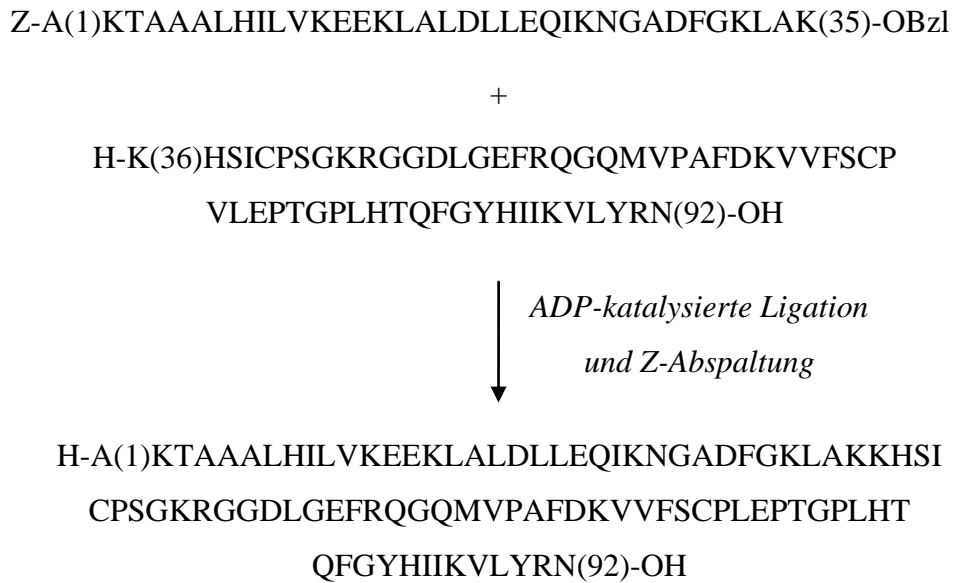 Z-A(1)KTAAALHILVKEEKLALDLLEQIKNGADFGKLAK(35)-OBzl
+
H-K(36)HSICPSGKRGGDLGEFRQGQMVPAFDKVVFSCP
VLEPTGPLHTQFGYHIIKVLYRN(92)-OH
ADP-katalysierte Ligation
und Z-Abspaltung
H-A(1)KTAAALHILVKEEKLALDLLEQIKNGADFGKLAKKHSI
CPSGKRGGDLGEFRQGQMVPAFDKVVFSCPLEPTGPLHT
QFGYHIIKVLYRN(92)-OH